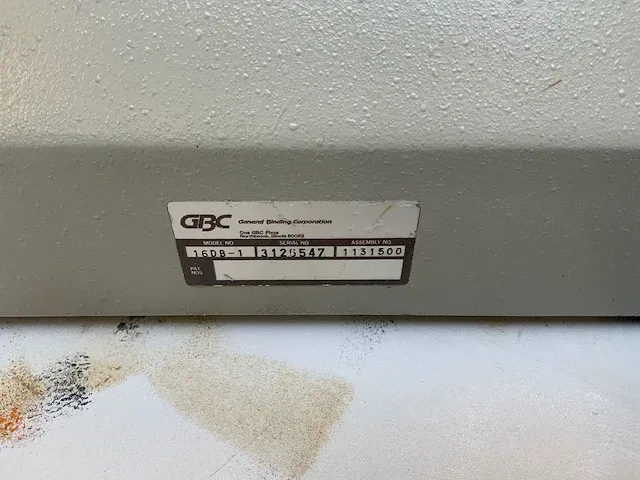 GBC General Binding Corporation
One GBC Plaza
Northbrook, Illinois 60062
MODEL NO SERIAL NO ASSEMBLY NO.
16DB-1 3126547 1131500
PAT
NOS